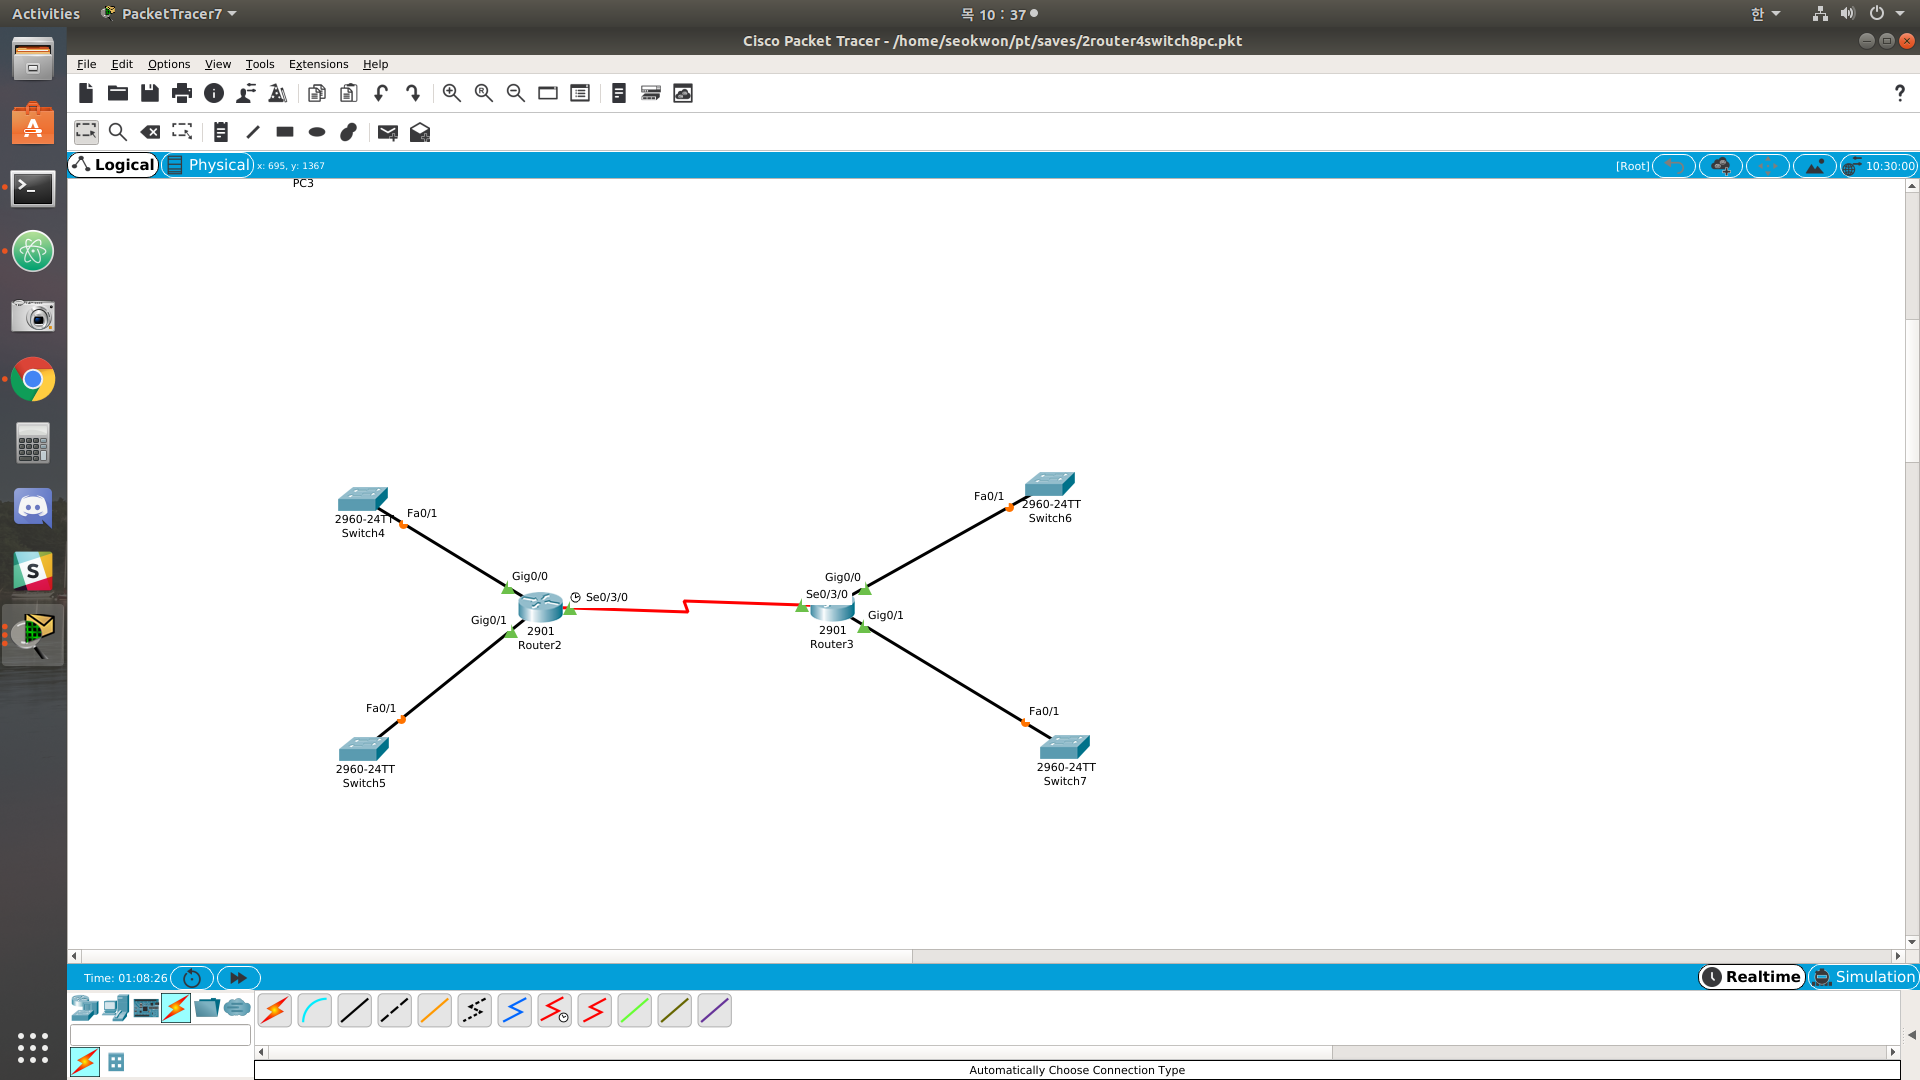 Activities PacketTracer7 목 10 : 37 한
Cisco Packet Tracer - /home/seokwon/pt/saves/2router4switch8pc.pkt
File Edit Options View Tools Extensions Help
?
Logical Physical x: 695, y: 1367 [Root] 10:30:00
PC3
Fa0/1
2960-24TT
Switch4
Fa0/1
2960-24TT
Switch6
Gig0/0
Se0/3/0
Gig0/1
2901
Router2
Gig0/0
Se0/3/0
Gig0/1
2901
Router3
Fa0/1
2960-24TT
Switch5
Fa0/1
2960-24TT
Switch7
Time: 01:08:26 Realtime Simulation
Automatically Choose Connection Type